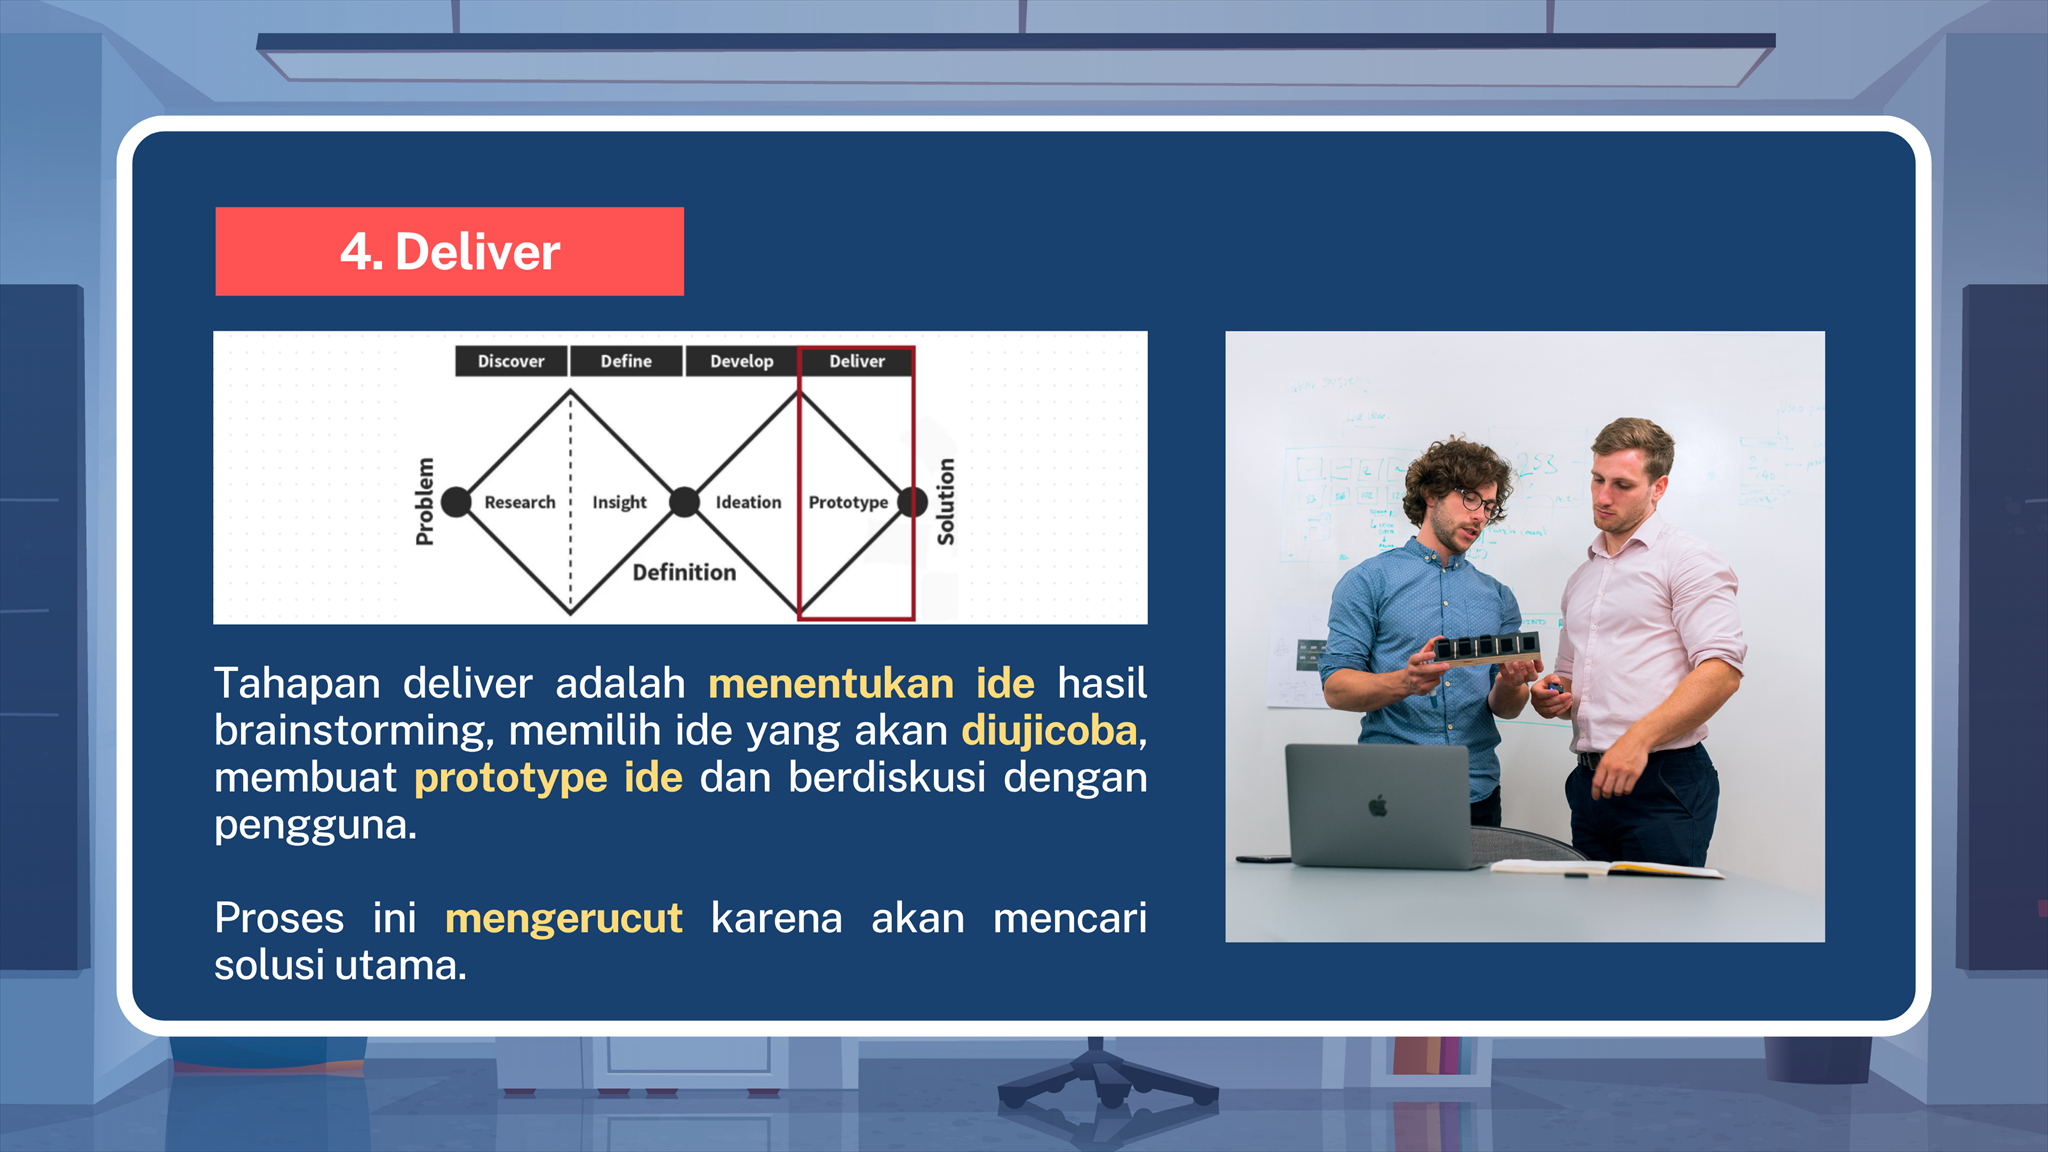 4. Deliver
Discover
Define
Develop
Deliver
Problem
Research
Insight
Ideation
Prototype
Solution
Definition
Tahapan deliver adalah menentukan ide hasil
brainstorming, memilih ide yang akan diujicoba,
membuat prototype ide dan berdiskusi dengan
pengguna.
Proses ini mengerucut karena akan mencari
solusi utama.
253